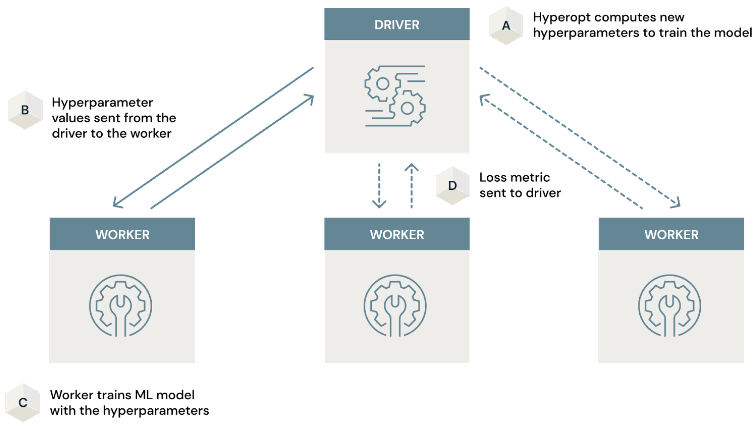 DRIVER
A
Hyperopt computes new
hyperparameters to train the model
B
Hyperparameter
values sent from the
driver to the worker
D
Loss metric
sent to driver
WORKER
WORKER
WORKER
C
Worker trains ML model
with the hyperparameters